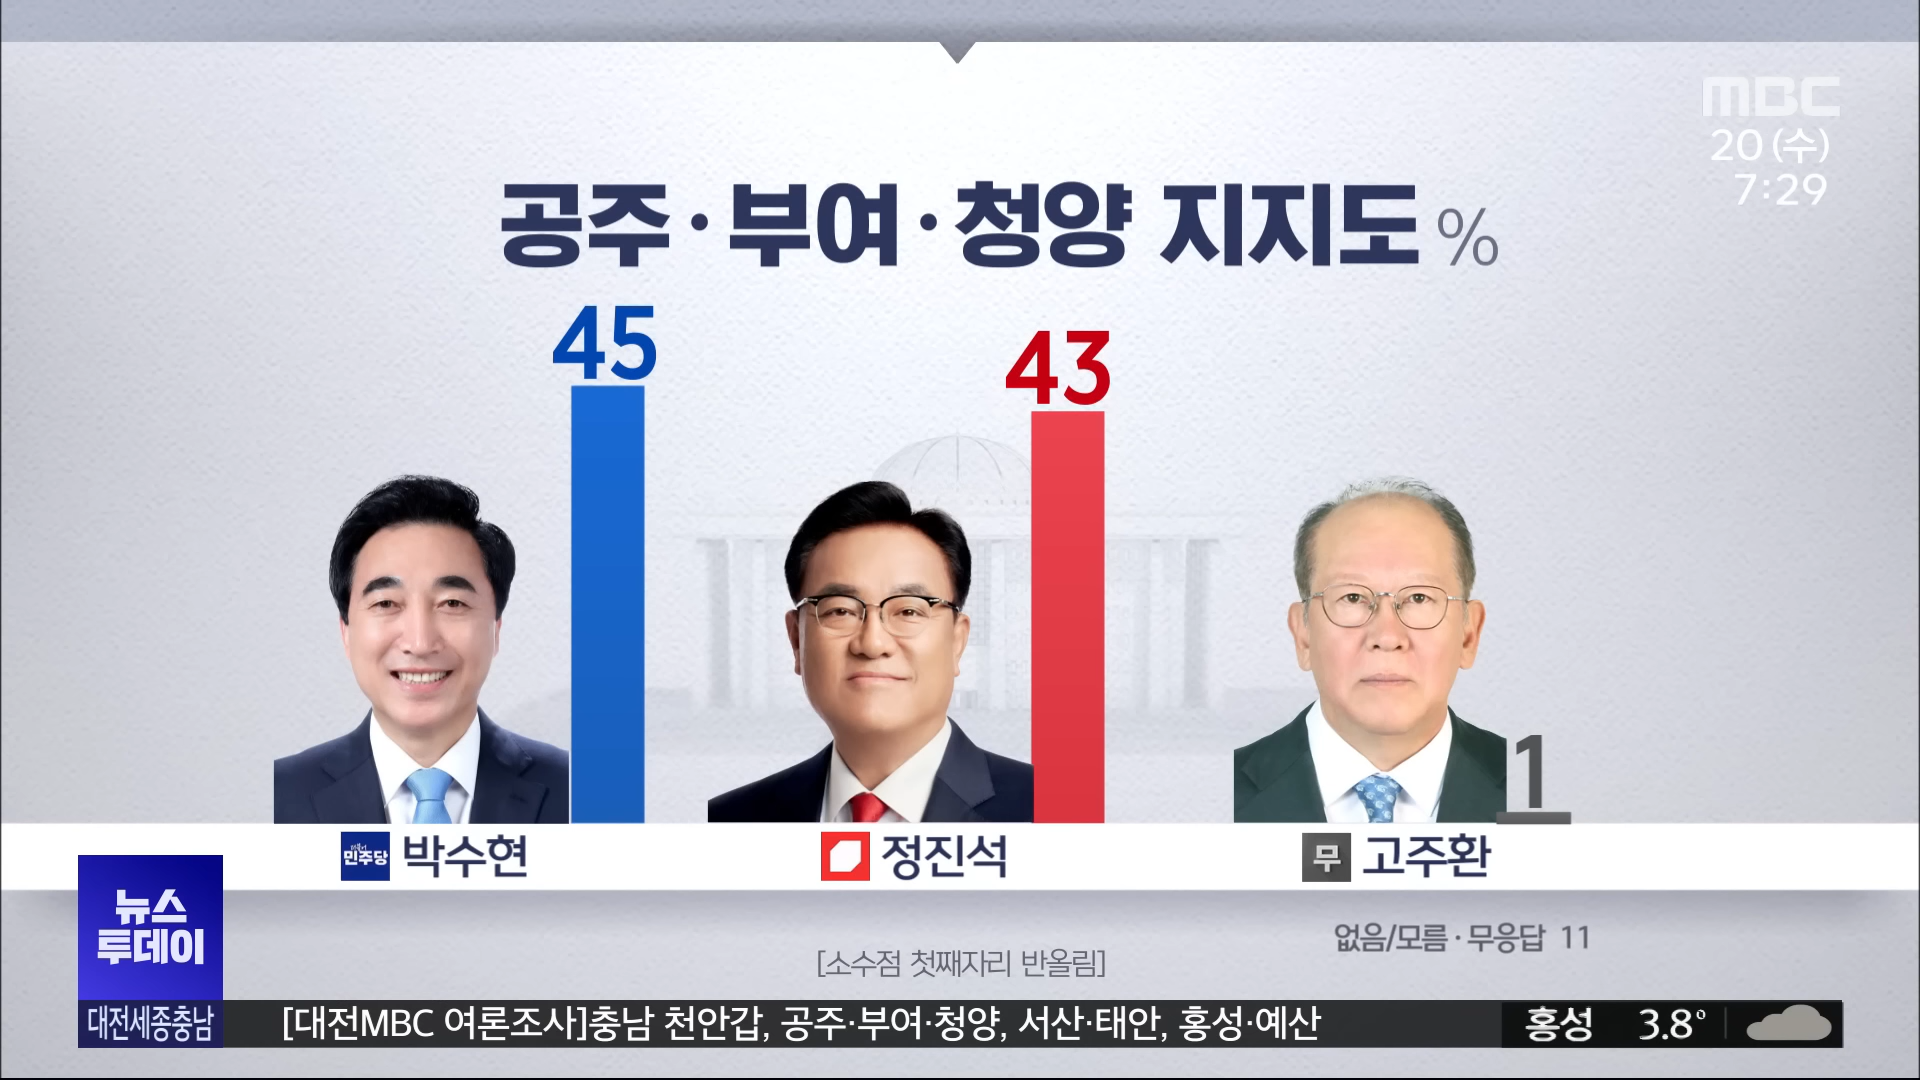 MBC
20 (수)
7:29
공주·부여·청양 지지도 %
45
43
1
더불어
민주당
박수현
정진석
무 고주환
없음/모름·무응답 11
[소수점 첫째자리 반올림]
뉴스
투데이
대전세종충남
[대전MBC 여론조사]충남 천안갑, 공주·부여·청양, 서산·태안, 홍성·예산
홍성 3.8°